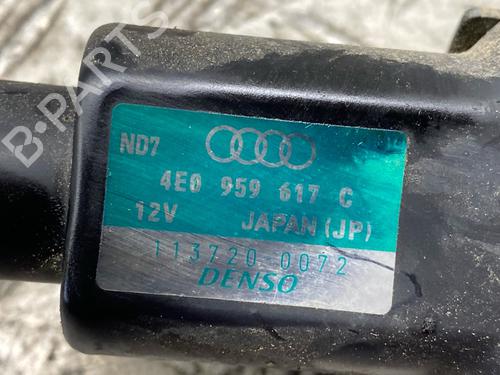 ND7
4E0 959 617 C
12V JAPAN (JP)
113720 0072
DENSO
B-PARTS